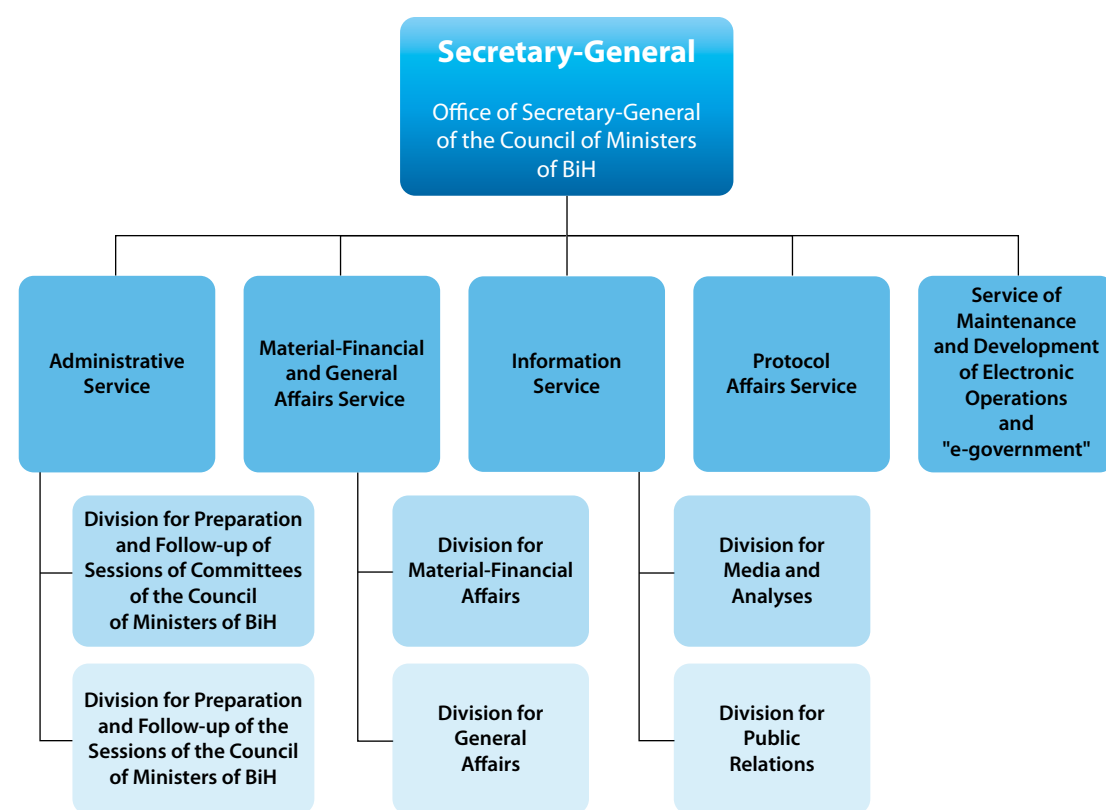 Secretary-General
Office of Secretary-General
of the Council of Ministers
of BiH
Administrative
Service
Material-Financial
and General
Affairs Service
Information
Service
Protocol
Affairs Service
Service of
Maintenance
and Development
of Electronic
Operations
and
"e-government"
Division for Preparation
and Follow-up of
Sessions of Committees
of the Council
of Ministers of BiH
Division for
Material-Financial
Affairs
Division for
Media and
Analyses
Division for Preparation
and Follow-up of the
Sessions of the Council
of Ministers of BiH
Division for
General
Affairs
Division for
Public
Relations